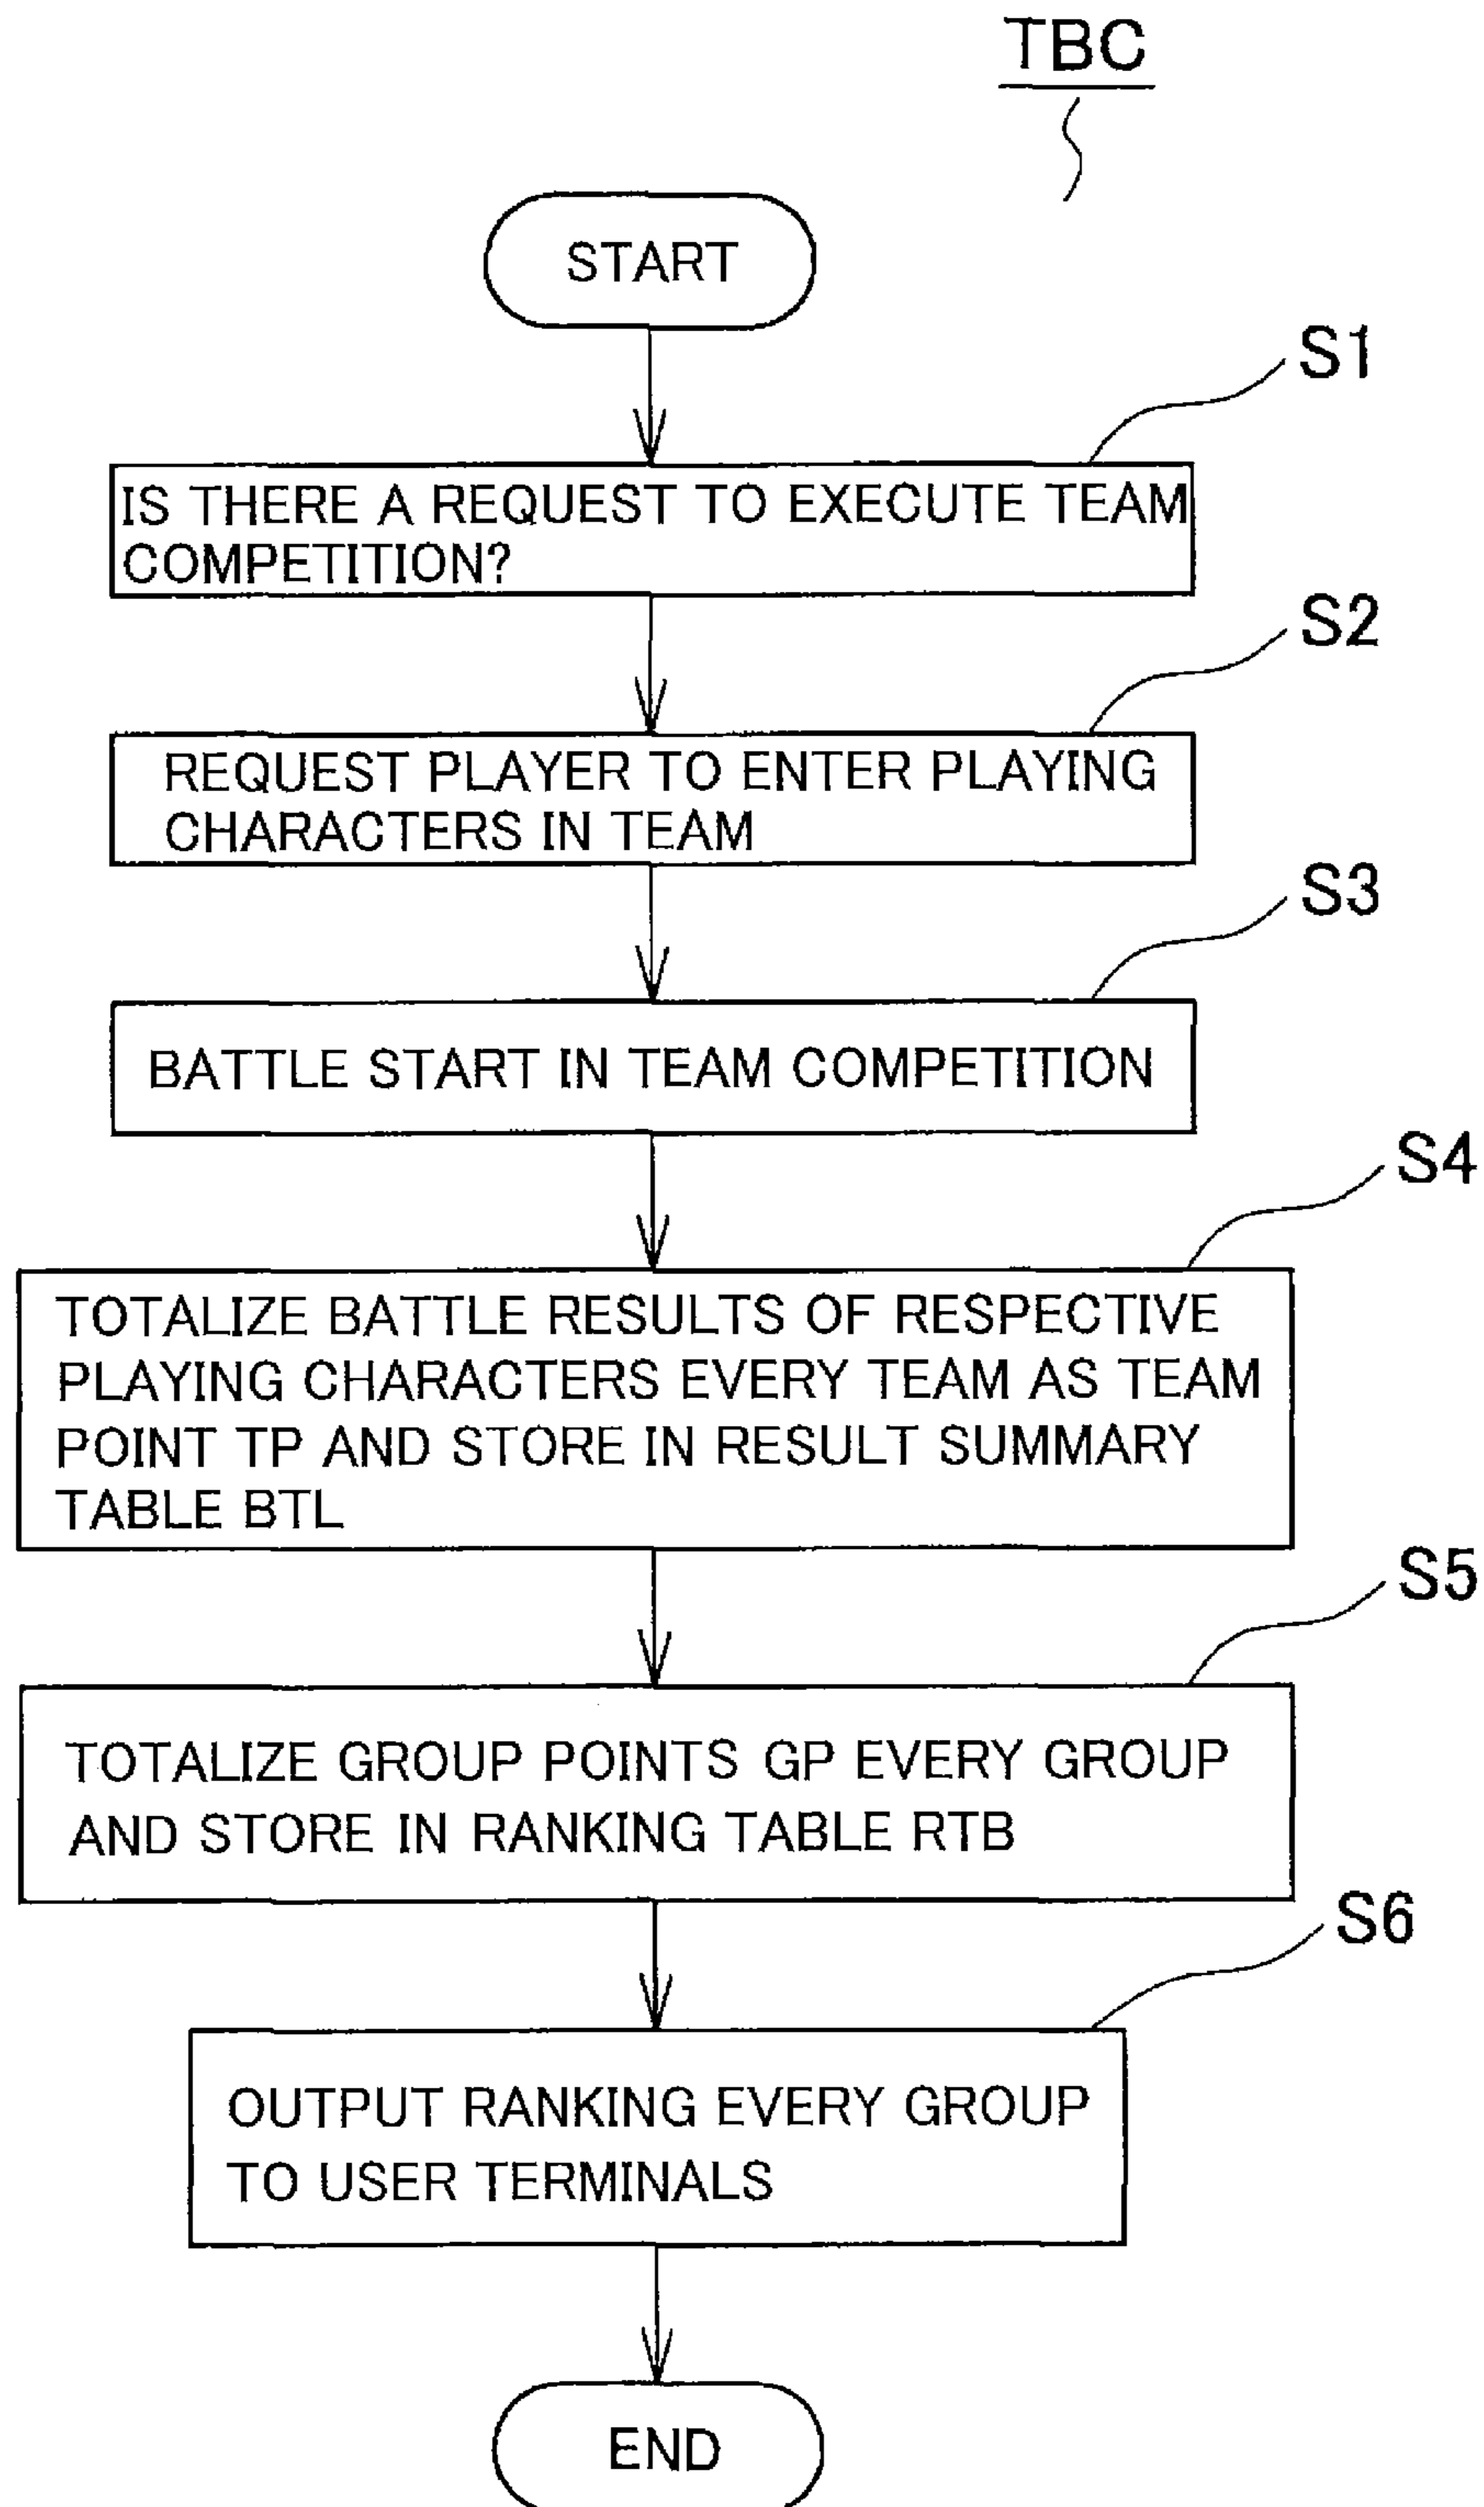 TBC
START
S1
IS THERE A REQUEST TO EXECUTE TEAM
COMPETITION?
S2
REQUEST PLAYER TO ENTER PLAYING
CHARACTERS IN TEAM
S3
BATTLE START IN TEAM COMPETITION
S4
TOTALIZE BATTLE RESULTS OF RESPECTIVE
PLAYING CHARACTERS EVERY TEAM AS TEAM
POINT TP AND STORE IN RESULT SUMMARY
TABLE BTL
S5
TOTALIZE GROUP POINTS GP EVERY GROUP
AND STORE IN RANKING TABLE RTB
S6
OUTPUT RANKING EVERY GROUP
TO USER TERMINALS
END